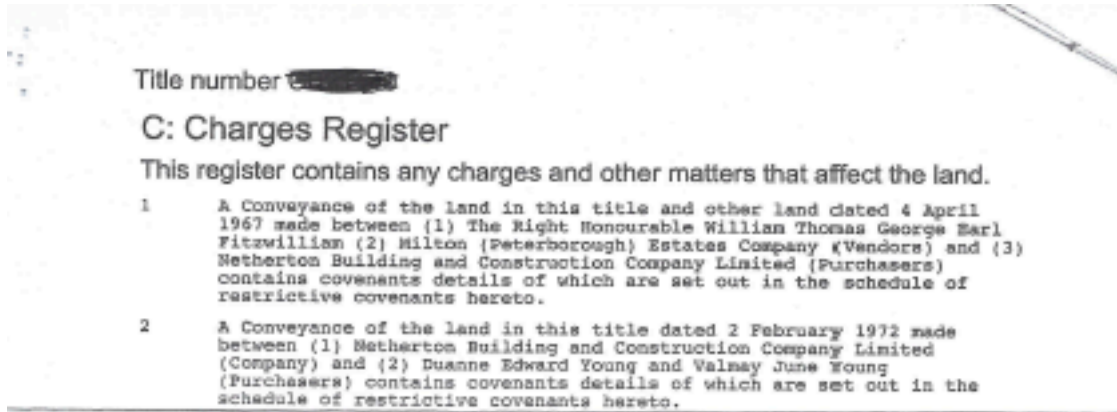 Title number
C: Charges Register
This register contains any charges and other matters that affect the land.
1 A Conveyance of the land in this title and other land dated 4 April
1967 made between (1) The Right Honourable William Thomas George Earl
Fitzwilliam (2) Milton (Peterborough) Estates Company (Vendors) and (3)
Netherton Building and Construction Company Limited (Purchasers)
contains covenants details of which are set out in the schedule of
restrictive covenants hereto.
2 A Conveyance of the land in this title dated 2 February 1972 made
between (1) Netherton Building and Construction Company Limited
(Company) and (2) Duanne Edward Young and Valmay June Young
(Purchasers) contains covenants details of which are set out in the
schedule of restrictive covenants hereto.